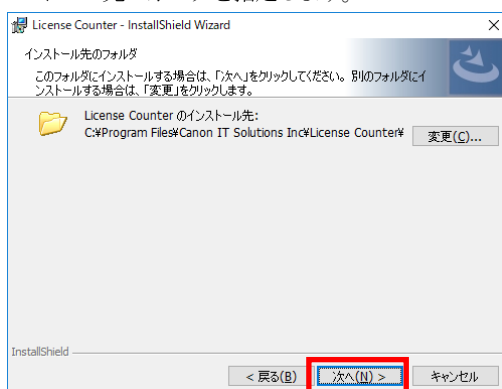 License Counter - InstallShield Wizard
インストール先のフォルダ
このフォルダにインストールする場合は、「次へ」をクリックしてください。別のフォルダにイ
ンストールする場合は、「変更」をクリックします。
License Counter のインストール先:
C:¥Program Files¥Canon IT Solutions Inc¥License Counter¥
変更(C)...
InstallShield
< 戻る(B)
次へ(N) >
キャンセル